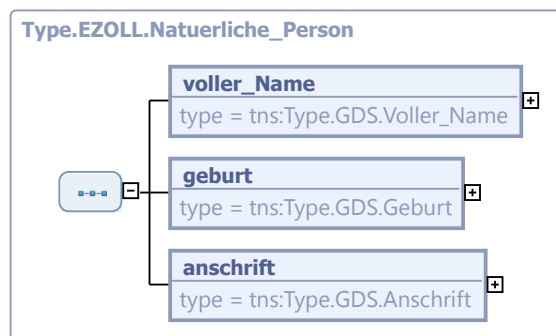 Type.EZOLL.Natuerliche_Person
voller_Name
type = tns:Type.GDS.Voller_Name
geburt
type = tns:Type.GDS.Geburt
anschrift
type = tns:Type.GDS.Anschrift